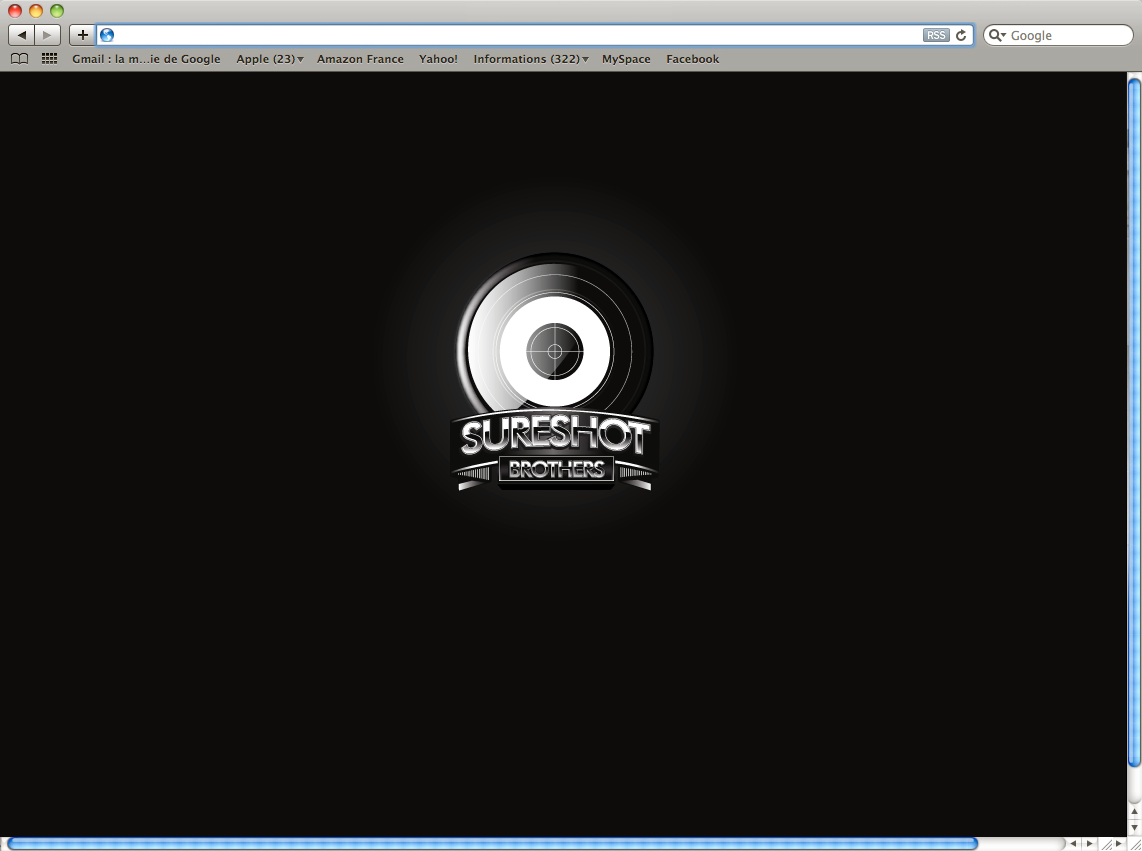 RSS
Google
Gmail : la m...ie de Google Apple (23) Amazon France Yahoo! Informations (322) MySpace Facebook
SURESHOT
BROTHERS